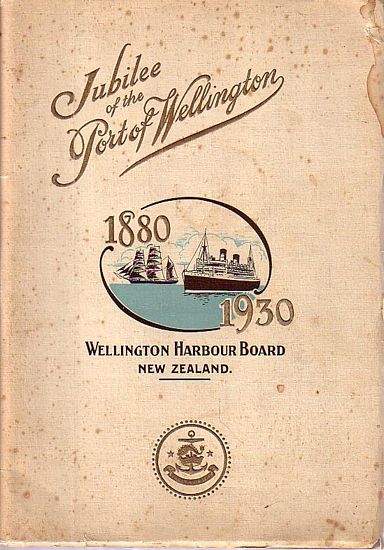 Jubilee
of the
Port of Wellington
1880
1930
WELLINGTON HARBOUR BOARD
NEW ZEALAND.